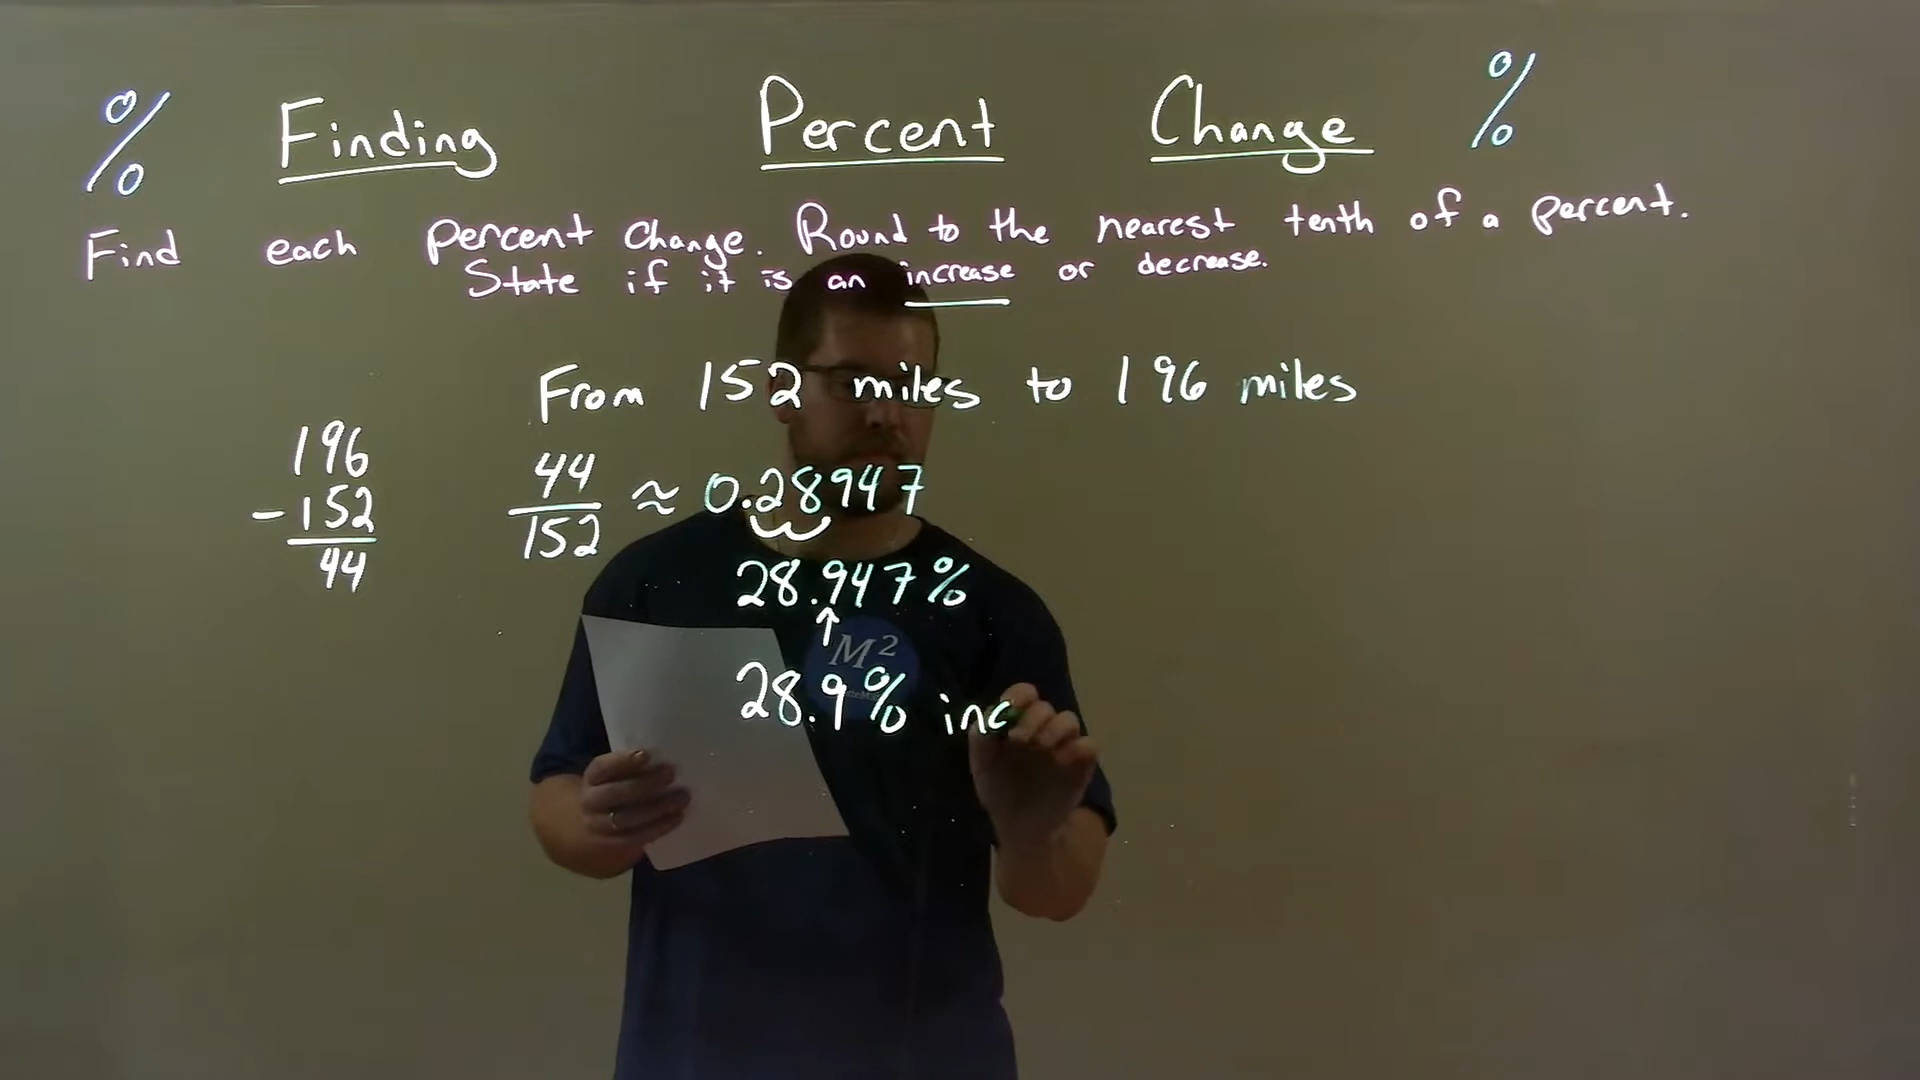 % Finding Percent Change %
Find each percent change. Round to the nearest tenth of a percent.
State if it is an increase or decrease.
From 152 miles to 196 miles
196
-152
44
44
152
≈ 0.28947
28.947%
↑
M²
28.9% inc